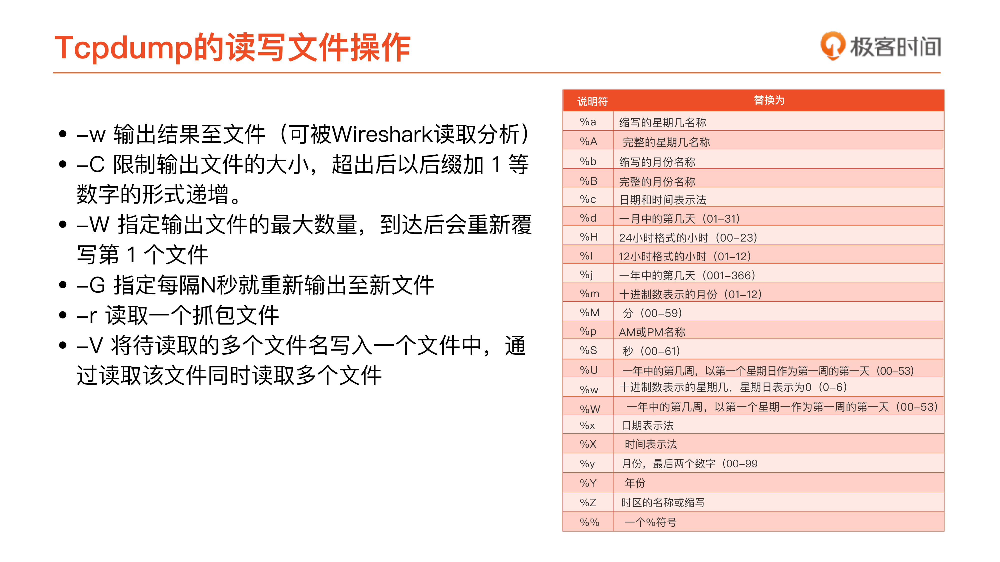 Tcpdump的读写文件操作
极客时间
• –w 输出结果至文件（可被Wireshark读取分析）
• –C 限制输出文件的大小，超出后以后缀加 1 等
数字的形式递增。
• –W 指定输出文件的最大数量，到达后会重新覆
写第 1 个文件
• –G 指定每隔N秒就重新输出至新文件
• –r 读取一个抓包文件
• –V 将待读取的多个文件名写入一个文件中，通
过读取该文件同时读取多个文件
说明符 替换为
%a 缩写的星期几名称
%A 完整的星期几名称
%b 缩写的月份名称
%B 完整的月份名称
%c 日期和时间表示法
%d 一月中的第几天（01–31）
%H 24小时格式的小时（00–23）
%I 12小时格式的小时（01–12）
%j 一年中的第几天（001–366）
%m 十进制数表示的月份（01–12）
%M 分（00–59）
%p AM或PM名称
%S 秒（00–61）
%U 一年中的第几周，以第一个星期日作为第一周的第一天（00–53）
%w 十进制数表示的星期几，星期日表示为0（0–6）
%W 一年中的第几周，以第一个星期一作为第一周的第一天（00–53）
%x 日期表示法
%X 时间表示法
%y 月份，最后两个数字（00–99
%Y 年份
%Z 时区的名称或缩写
%% 一个%符号